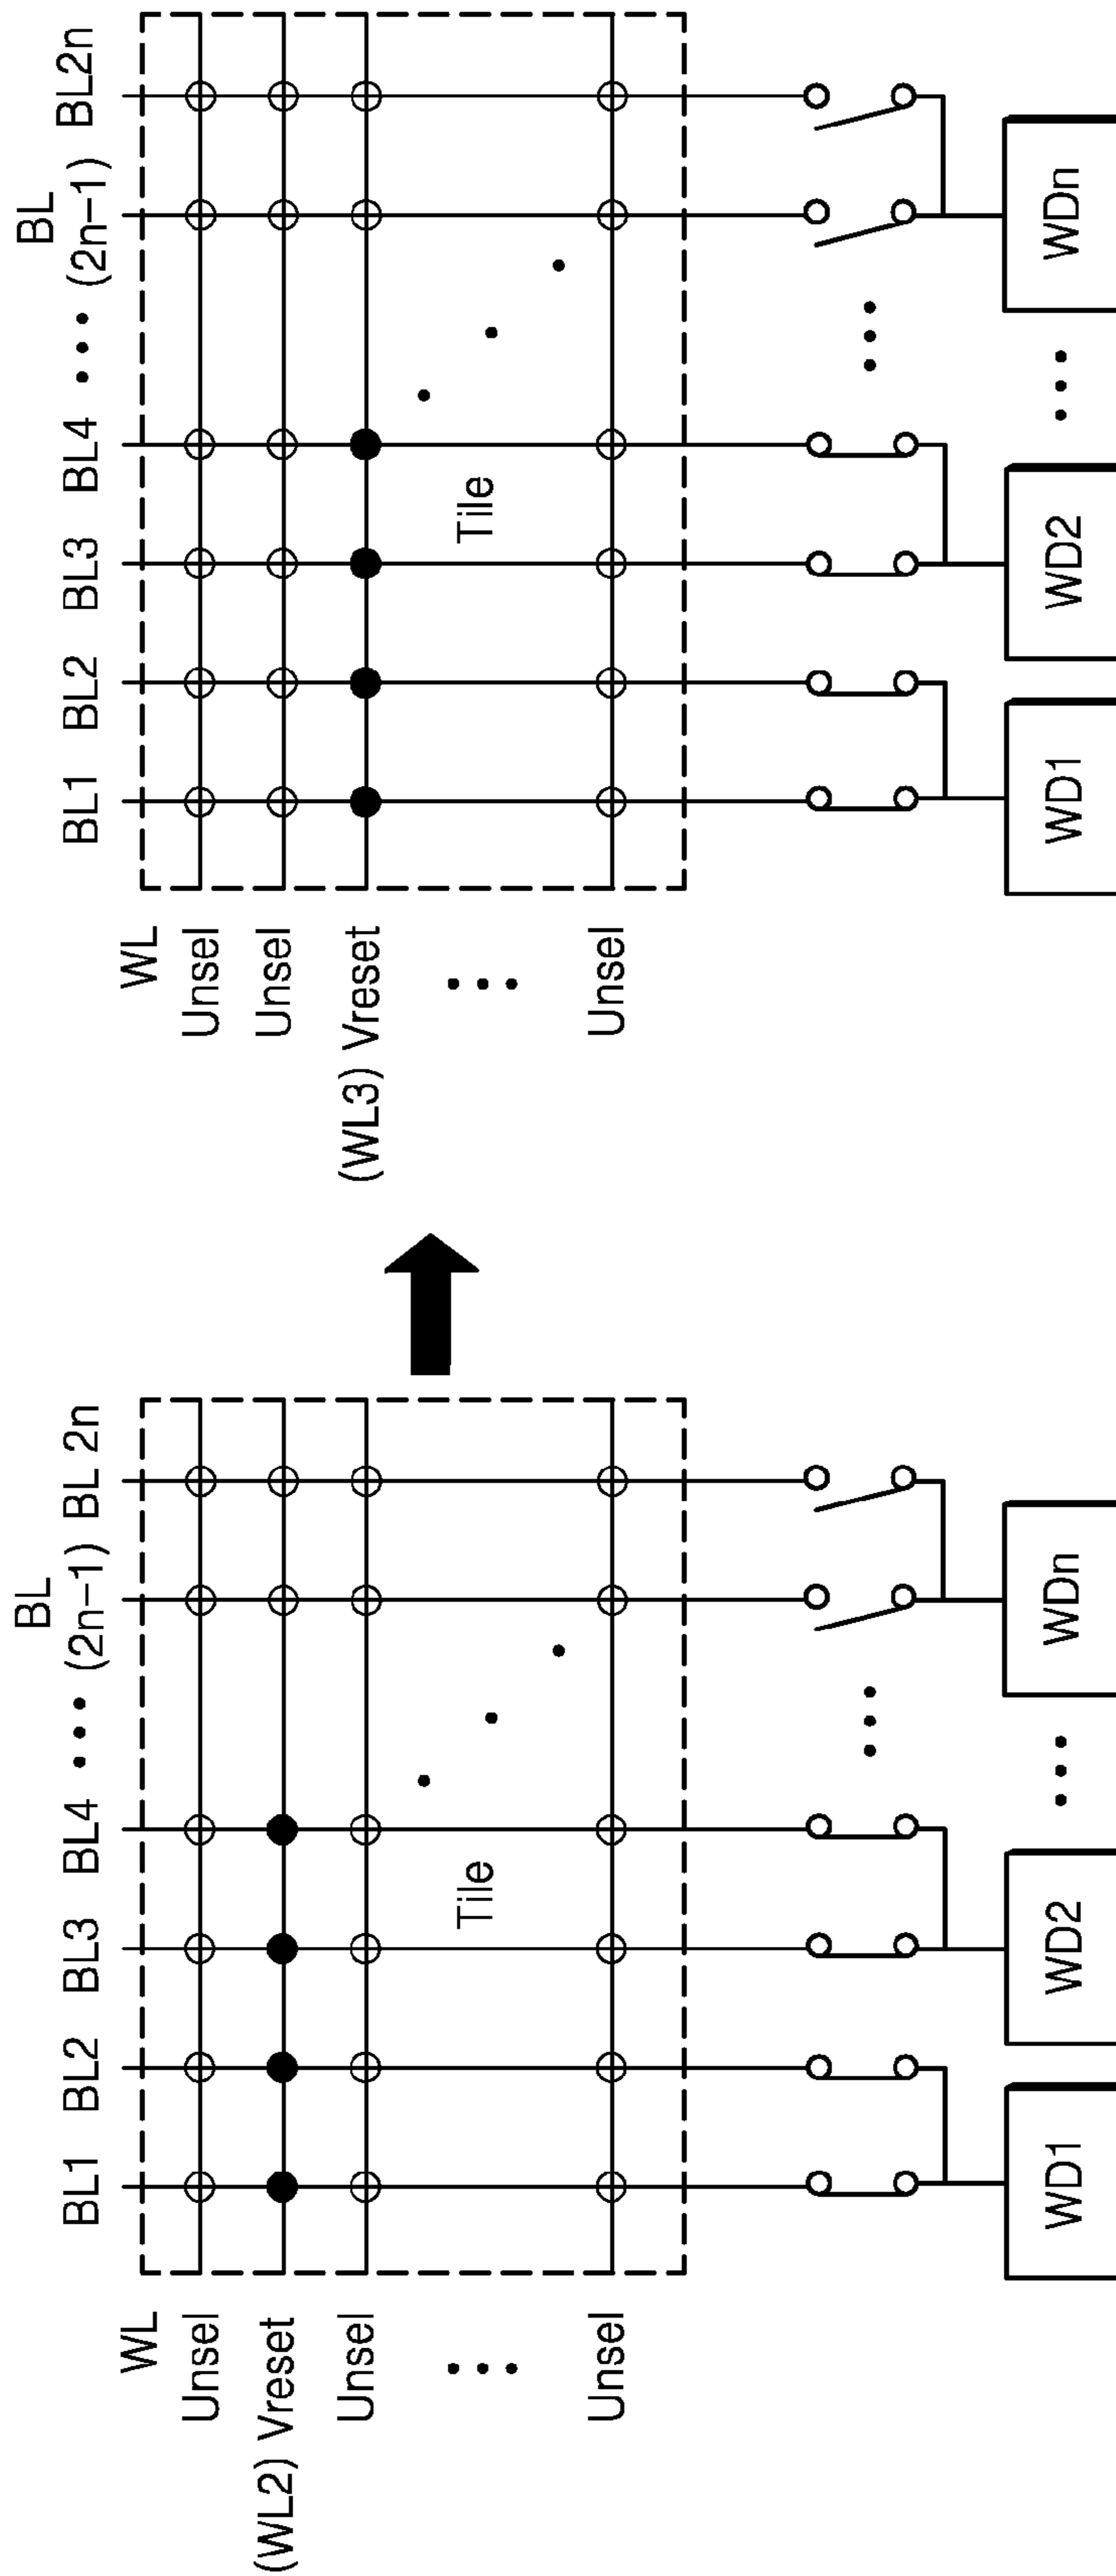 BL
BL1 BL2 BL3 BL4 ••• (2n-1) BL 2n
WL
Unsel
(WL2) Vreset
Unsel
•••
Unsel
Tile
•••
•••
WD1 WD2 ••• WDn
BL
BL1 BL2 BL3 BL4 ••• (2n-1) BL2n
WL
Unsel
Unsel
(WL3) Vreset
•••
Unsel
Tile
•••
•••
WD1 WD2 ••• WDn